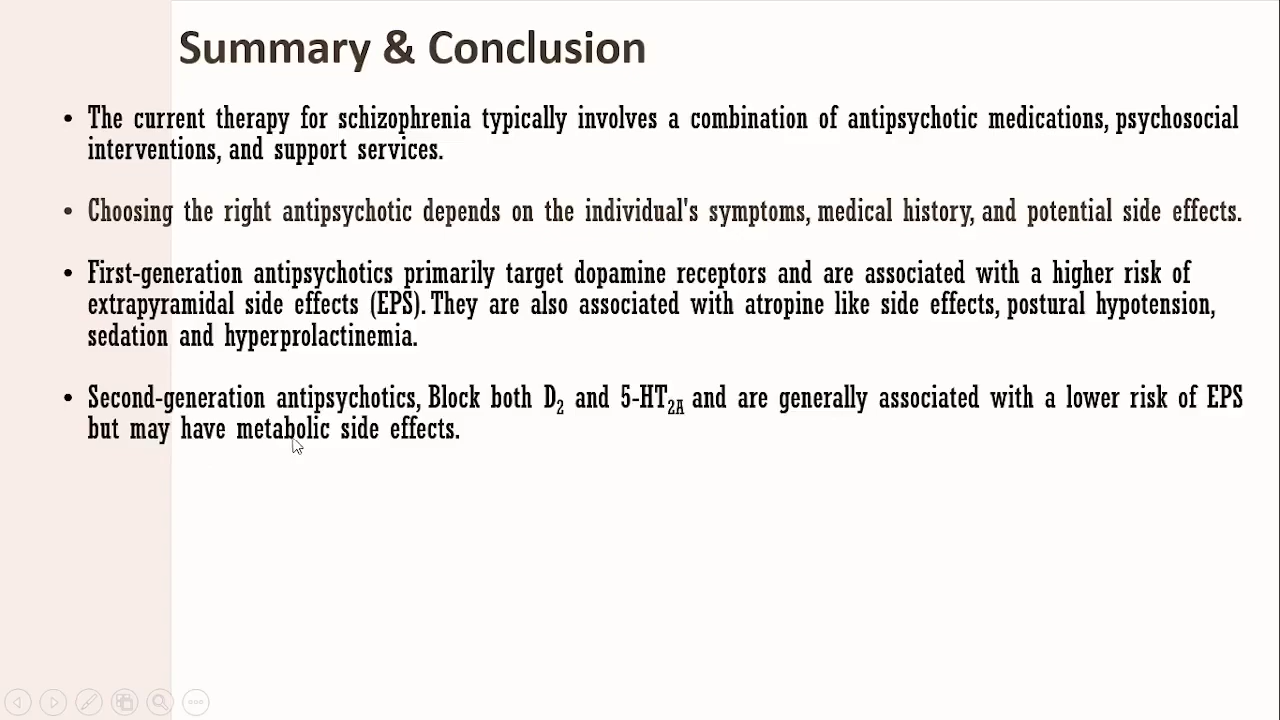 Summary & Conclusion
• The current therapy for schizophrenia typically involves a combination of antipsychotic medications, psychosocial
interventions, and support services.
• Choosing the right antipsychotic depends on the individual's symptoms, medical history, and potential side effects.
• First-generation antipsychotics primarily target dopamine receptors and are associated with a higher risk of
extrapyramidal side effects (EPS). They are also associated with atropine like side effects, postural hypotension,
sedation and hyperprolactinemia.
• Second-generation antipsychotics, Block both D₂ and 5-HT₂A and are generally associated with a lower risk of EPS
but may have metabolic side effects.